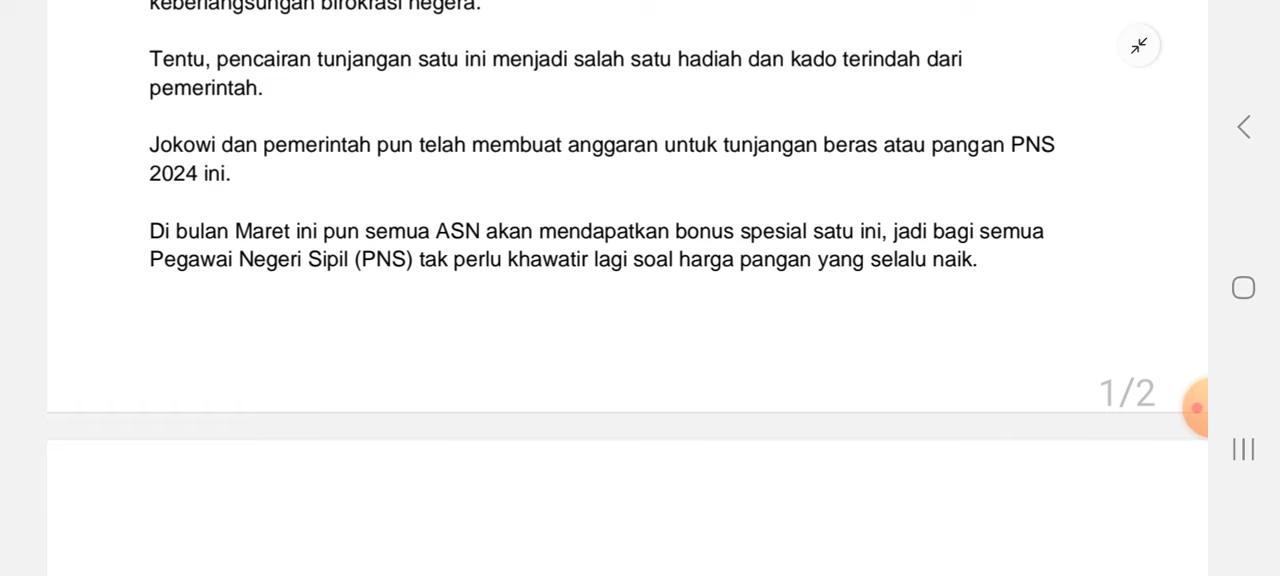 keberlangsungan birokrasi negera.
Tentu, pencairan tunjangan satu ini menjadi salah satu hadiah dan kado terindah dari
pemerintah.
Jokowi dan pemerintah pun telah membuat anggaran untuk tunjangan beras atau pangan PNS
2024 ini.
Di bulan Maret ini pun semua ASN akan mendapatkan bonus spesial satu ini, jadi bagi semua
Pegawai Negeri Sipil (PNS) tak perlu khawatir lagi soal harga pangan yang selalu naik.
1/2